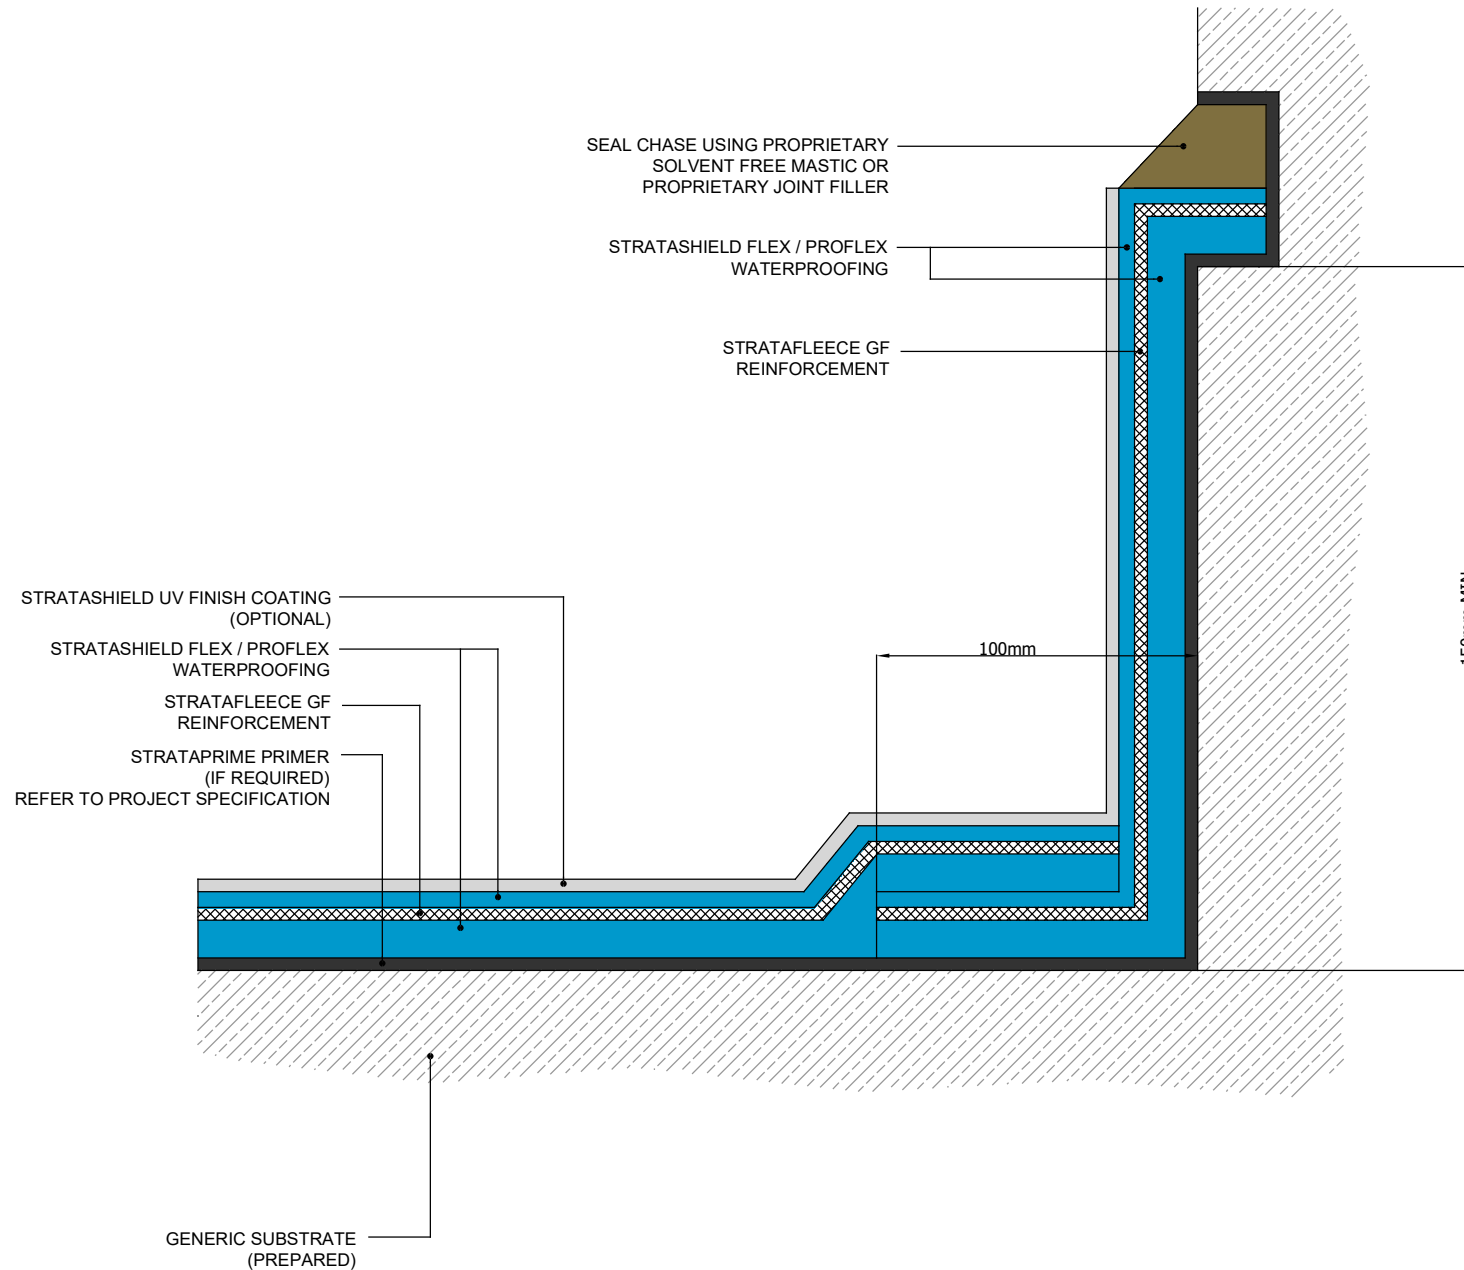 SEAL CHASE USING PROPRIETARY
SOLVENT FREE MASTIC OR
PROPRIETARY JOINT FILLER
STRATASHIELD FLEX / PROFLEX
WATERPROOFING
STRATAFLEECE GF
REINFORCEMENT
STRATASHIELD UV FINISH COATING
(OPTIONAL)
STRATASHIELD FLEX / PROFLEX
WATERPROOFING
STRATAFLEECE GF
REINFORCEMENT
STRATAPRIME PRIMER
(IF REQUIRED)
REFER TO PROJECT SPECIFICATION
100mm
150mm MIN
GENERIC SUBSTRATE
(PREPARED)